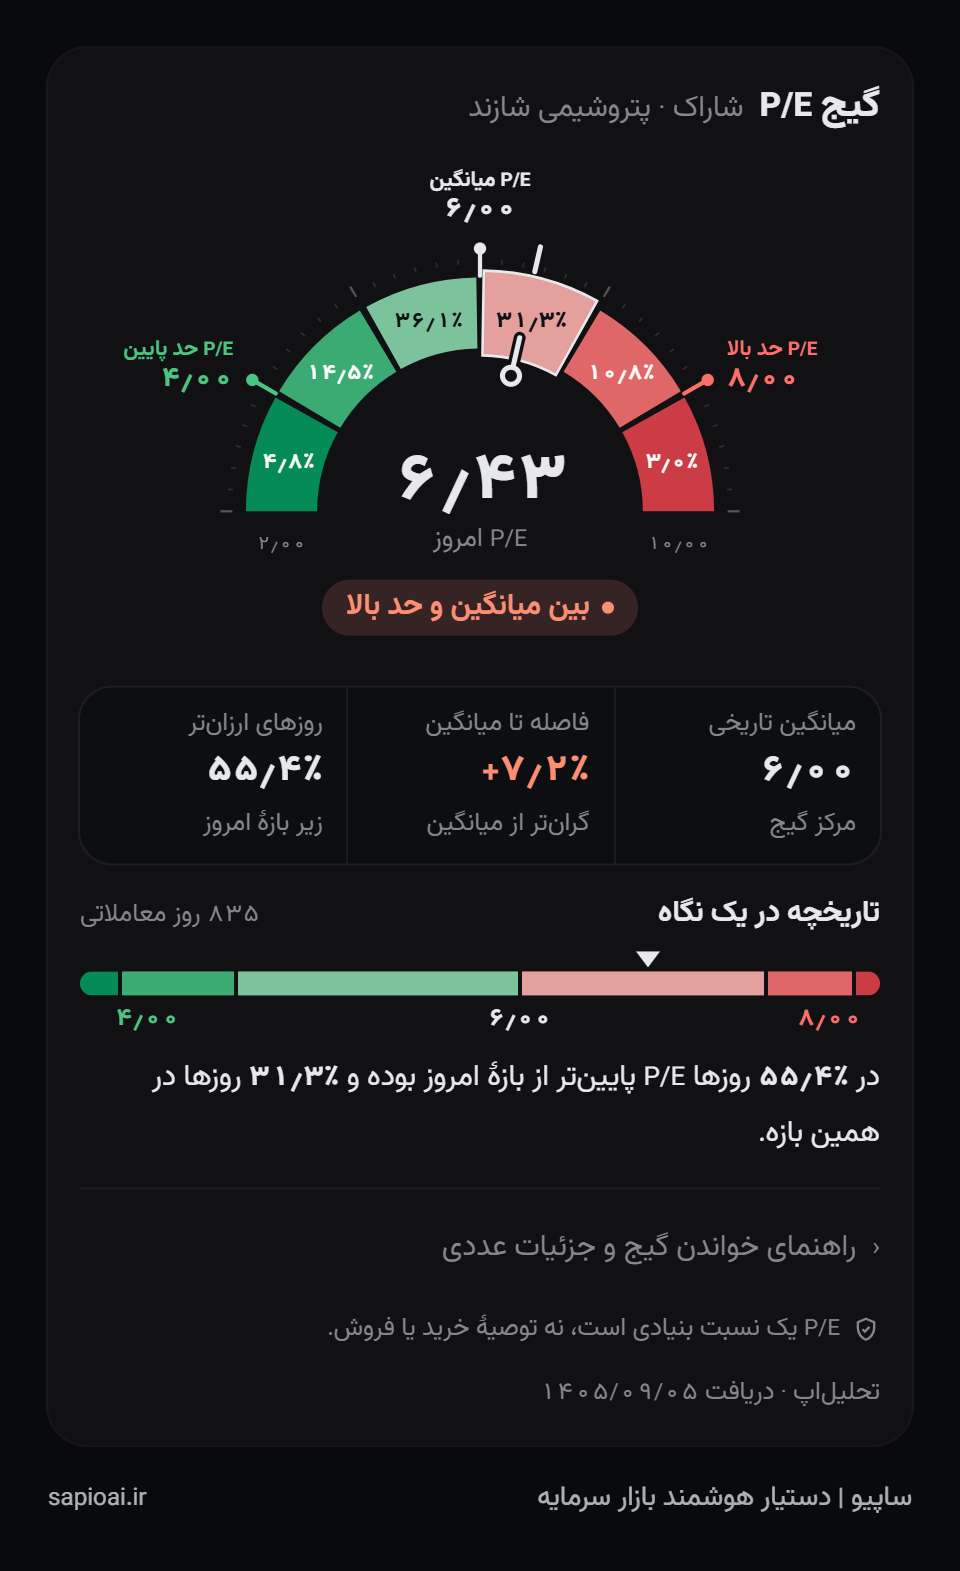 گیج P/E شاراک · پتروشیمی شازند
P/E میانگین
۶٫۰۰
۳۶٫۱٪
۳۱٫۳٪
P/E حد پایین
۴٫۰۰
P/E حد بالا
۸٫۰۰
۱۴٫۵٪
۱۰٫۸٪
۴٫۸٪
۳٫۰٪
۶٫۴۳
P/E امروز
۲٫۰۰
۱۰٫۰۰
بین میانگین و حد بالا
میانگین تاریخی
۶٫۰۰
مرکز گیج
فاصله تا میانگین
+۷٫۲٪
گران‌تر از میانگین
روزهای ارزان‌تر
۵۵٫۴٪
زیر بازهٔ امروز
تاریخچه در یک نگاه
۸۳۵ روز معاملاتی
۴٫۰۰
۶٫۰۰
۸٫۰۰
در ۵۵٫۴٪ روزها P/E پایین‌تر از بازهٔ امروز بوده و ۳۱٫۳٪ روزها در
همین بازه.
‹ راهنمای خواندن گیج و جزئیات عددی
P/E یک نسبت بنیادی است، نه توصیهٔ خرید یا فروش.
تحلیل‌اپ · دریافت ۱۴۰۵/۰۹/۰۵
ساپیو | دستیار هوشمند بازار سرمایه
sapioai.ir